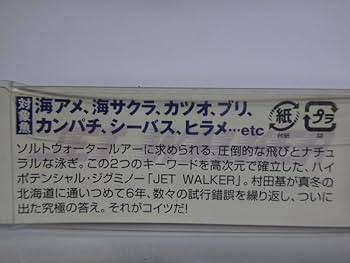 対象魚
海アメ、海サクラ、カツオ、ブリ、
カンパチ、シーバス、ヒラメ…etc
紙
台紙
プラ
袋
ソルトウォータールアーに求められる、圧倒的な飛びとナチュ
ラルな泳ぎ。この2つのキーワードを高次元で確立した、ハイ
ポテンシャル・ジグミノー「JET WALKER」。村田基が真冬の
北海道に通いつめて6年、数々の試行錯誤を繰り返し、ついに
出た究極の答え。それがコイツだ!